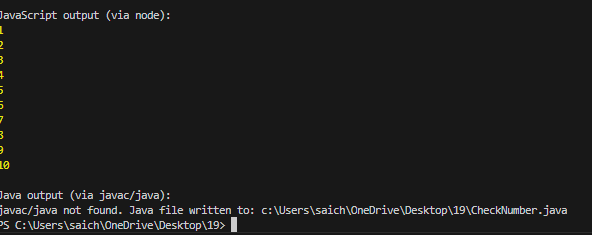 JavaScript output (via node):
1
2
3
4
5
6
7
8
9
10
Java output (via javac/java):
javac/java not found. Java file written to: c:\Users\saich\OneDrive\Desktop\19\CheckNumber.java
PS C:\Users\saich\OneDrive\Desktop\19>